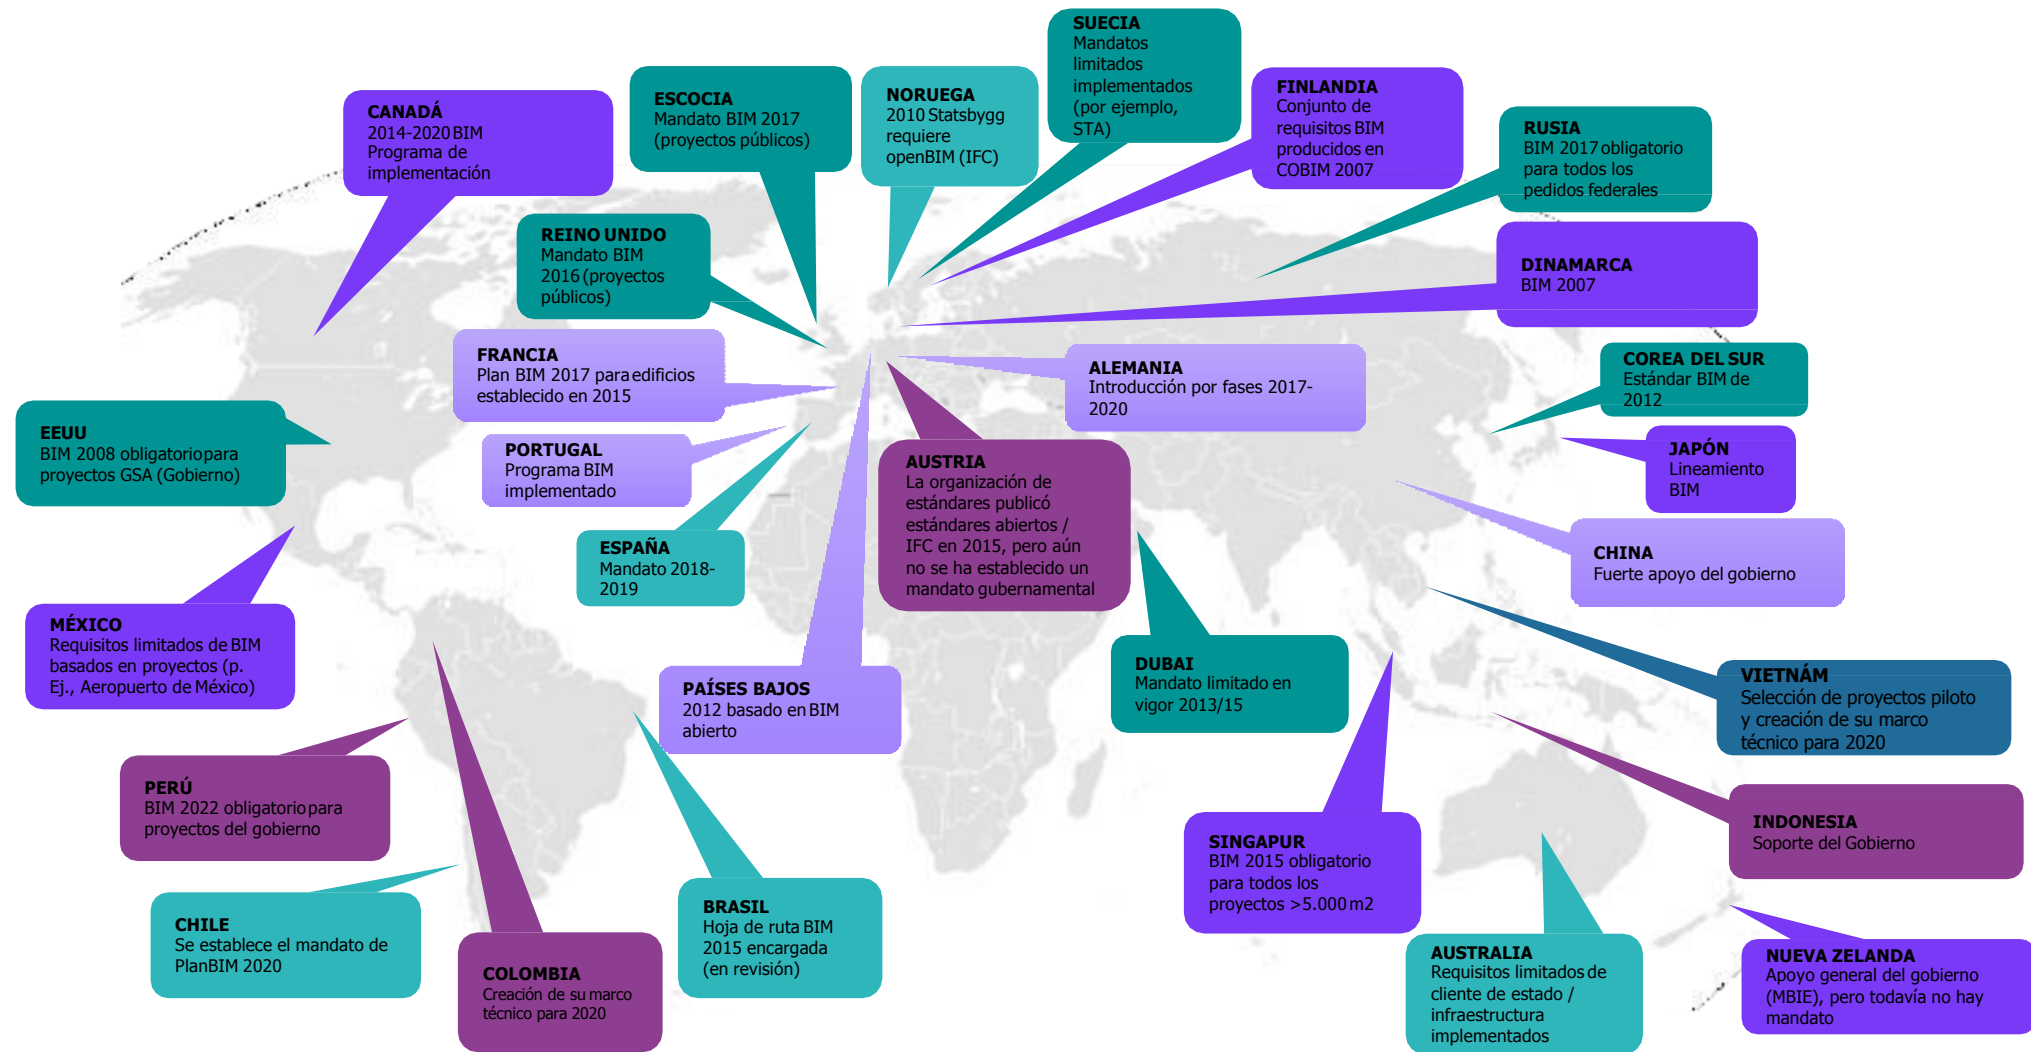 SUECIA
Mandatos
limitados
implementados
(por ejemplo,
STA)
CANADÁ
2014-2020 BIM
Programa de
implementación
ESCOCIA
Mandato BIM 2017
(proyectos públicos)
NORUEGA
2010 Statsbygg
requiere
openBIM (IFC)
FINLANDIA
Conjunto de
requisitos BIM
producidos en
COBIM 2007
RUSIA
BIM 2017 obligatorio
para todos los
pedidos federales
REINO UNIDO
Mandato BIM
2016 (proyectos
públicos)
DINAMARCA
BIM 2007
FRANCIA
Plan BIM 2017 para edificios
establecido en 2015
ALEMANIA
Introducción por fases 2017-
2020
COREA DEL SUR
Estándar BIM de
2012
EEUU
BIM 2008 obligatorio para
proyectos GSA (Gobierno)
PORTUGAL
Programa BIM
implementado
AUSTRIA
La organización de
estándares publicó
estándares abiertos /
IFC en 2015, pero aún
no se ha establecido un
mandato gubernamental
JAPÓN
Lineamiento
BIM
ESPAÑA
Mandato 2018-
2019
CHINA
Fuerte apoyo del gobierno
MÉXICO
Requisitos limitados de BIM
basados en proyectos (p.
Ej., Aeropuerto de México)
PAÍSES BAJOS
2012 basado en BIM
abierto
DUBAI
Mandato limitado en
vigor 2013/15
VIETNÁM
Selección de proyectos piloto
y creación de su marco
técnico para 2020
PERÚ
BIM 2022 obligatorio para
proyectos del gobierno
SINGAPUR
BIM 2015 obligatorio
para todos los
proyectos >5.000 m2
INDONESIA
Soporte del Gobierno
CHILE
Se establece el mandato de
PlanBIM 2020
COLOMBIA
Creación de su marco
técnico para 2020
BRASIL
Hoja de ruta BIM
2015 encargada
(en revisión)
AUSTRALIA
Requisitos limitados de
cliente de estado /
infraestructura
implementados
NUEVA ZELANDA
Apoyo general del gobierno
(MBIE), pero todavía no hay
mandato